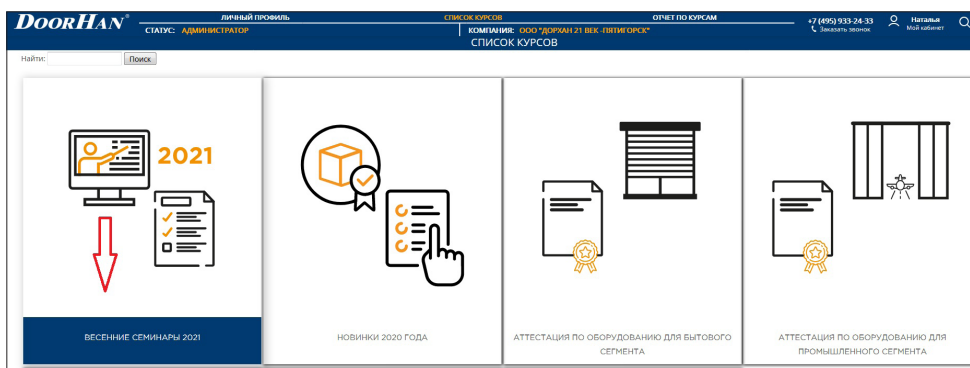 DOORHAN®
ЛИЧНЫЙ ПРОФИЛЬ
СПИСОК КУРСОВ
ОТЧЕТ ПО КУРСАМ
СТАТУС: АДМИНИСТРАТОР
КОМПАНИЯ: ООО "ДОРХАН 21 ВЕК -ПЯТИГОРСК"
СПИСОК КУРСОВ
+7 (495) 933-24-33
Заказать звонок
Наталья
Мой кабинет
Найти:
Поиск
2021
ВЕСЕННИЕ СЕМИНАРЫ 2021
НОВИНКИ 2020 ГОДА
АТТЕСТАЦИЯ ПО ОБОРУДОВАНИЮ ДЛЯ БЫТОВОГО
СЕГМЕНТА
АТТЕСТАЦИЯ ПО ОБОРУДОВАНИЮ ДЛЯ
ПРОМЫШЛЕННОГО СЕГМЕНТА